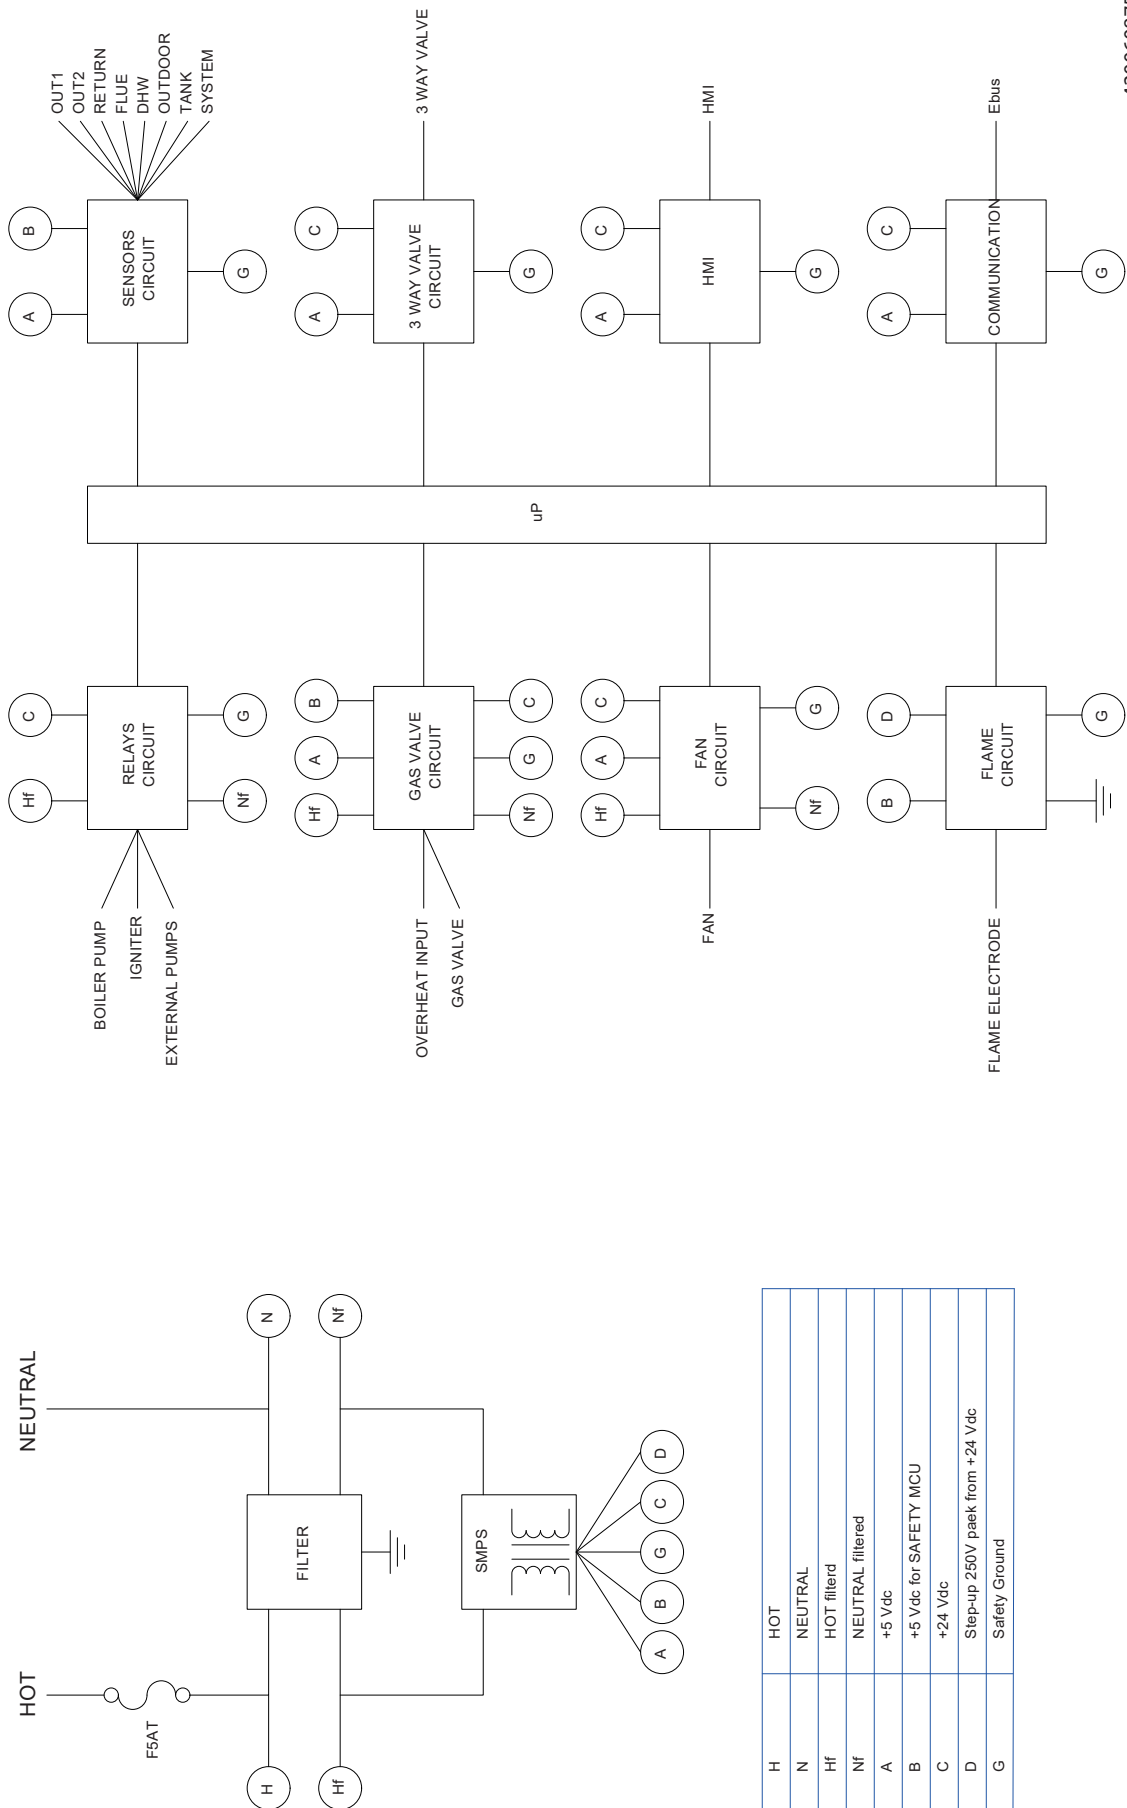 HOT
NEUTRAL
F5AT
H
FILTER
N
Hf
Nf
SMPS
A
B
G
C
D
H HOT
N NEUTRAL
Hf HOT filterd
Nf NEUTRAL filtered
A +5 Vdc
B +5 Vdc for SAFETY MCU
C +24 Vdc
D Step-up 250V paek from +24 Vdc
G Safety Ground
Hf
C
BOILER PUMP
IGNITER
EXTERNAL PUMPS
RELAYS
CIRCUIT
Nf
G
Hf
A
B
OVERHEAT INPUT
GAS VALVE
GAS VALVE
CIRCUIT
Nf
G
C
Hf
A
C
FAN
FAN
CIRCUIT
Nf
G
B
D
FLAME ELECTRODE
FLAME
CIRCUIT
G
uP
A
B
SENSORS
CIRCUIT
OUT1
OUT2
RETURN
FLUE
DHW
OUTDOOR
TANK
SYSTEM
G
A
C
3 WAY VALVE
CIRCUIT
3 WAY VALVE
G
A
C
HMI
HMI
G
A
C
COMMUNICATION
Ebus
G